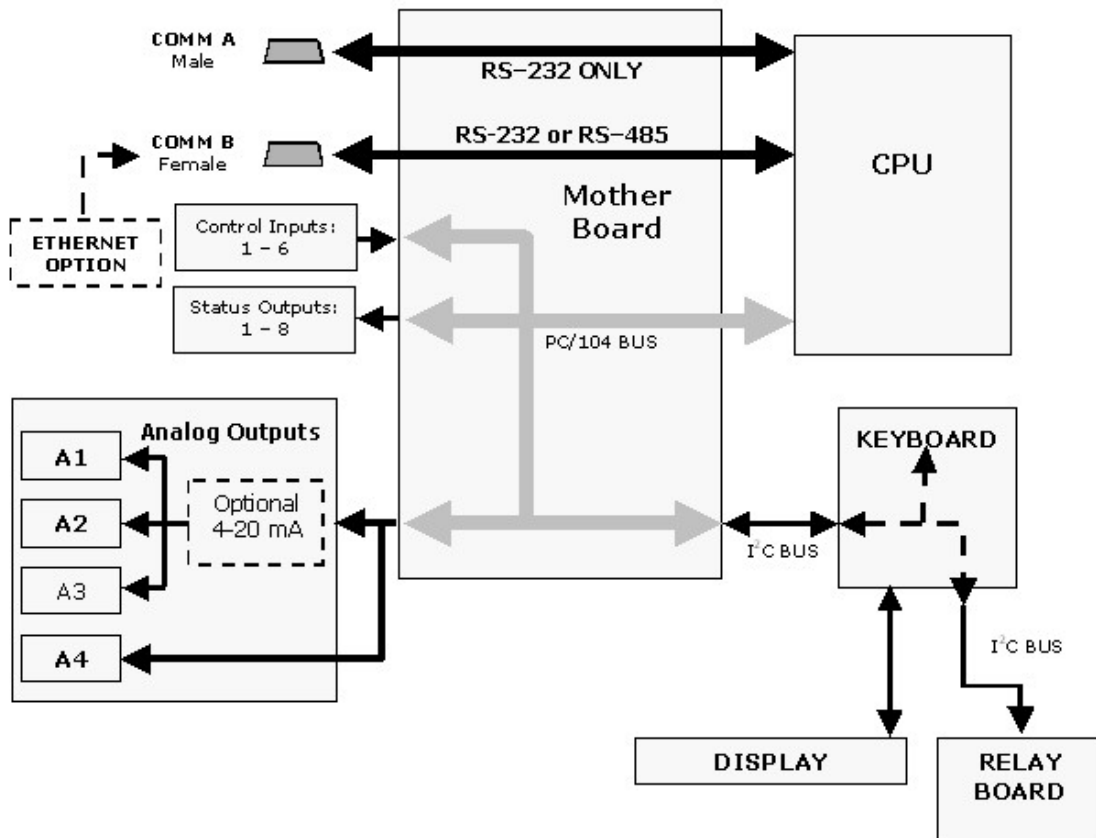 COMM A
Male
RS-232 ONLY
COMM B
Female
RS-232 or RS-485
CPU
Mother
Board
ETHERNET
OPTION
Control Inputs:
1 - 6
Status Outputs:
1 - 8
PC/104 BUS
Analog Outputs
A1
A2
A3
A4
Optional
4-20 mA
I²C BUS
KEYBOARD
I²C BUS
DISPLAY
RELAY
BOARD